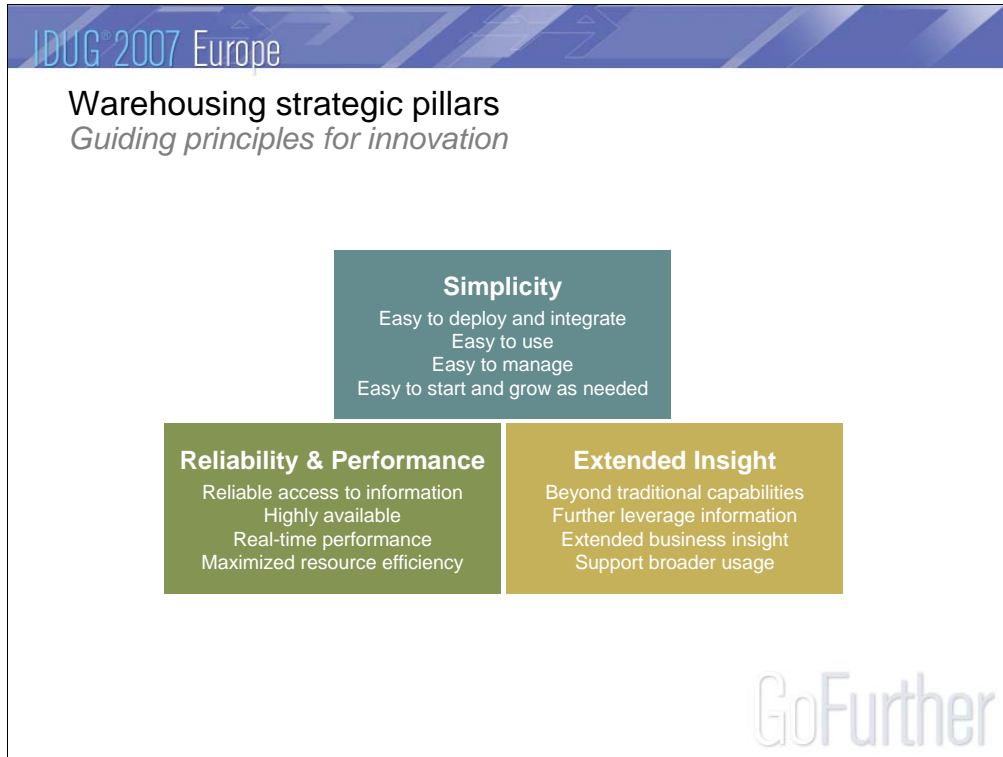 IDUG® 2007 Europe
Warehousing strategic pillars
Guiding principles for innovation
Simplicity
Easy to deploy and integrate
Easy to use
Easy to manage
Easy to start and grow as needed
Reliability & Performance
Reliable access to information
Highly available
Real-time performance
Maximized resource efficiency
Extended Insight
Beyond traditional capabilities
Further leverage information
Extended business insight
Support broader usage
GoFurther